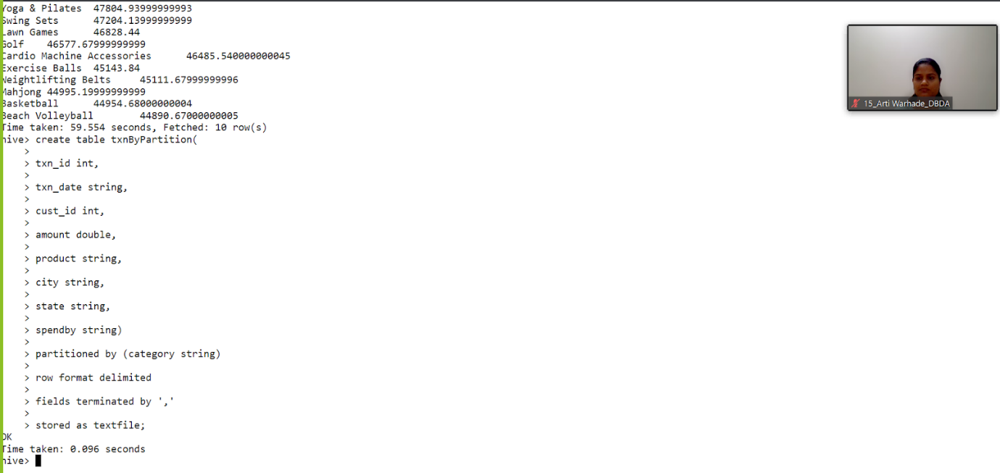 Yoga & Pilates 47804.93999999993
Swing Sets 47204.13999999999
Lawn Games 46828.44
Golf 46577.67999999999
Cardio Machine Accessories 46485.540000000045
Exercise Balls 45143.84
Weightlifting Belts 45111.67999999996
Mahjong 44995.19999999999
Basketball 44954.68000000004
Beach Volleyball 44890.67000000005
Time taken: 59.554 seconds, Fetched: 10 row(s)
hive> create table txnByPartition(
>
> txn_id int,
>
> txn_date string,
>
> cust_id int,
>
> amount double,
>
> product string,
>
> city string,
>
> state string,
>
> spendby string)
>
> partitioned by (category string)
>
> row format delimited
>
> fields terminated by ','
>
> stored as textfile;
OK
Time taken: 0.096 seconds
hive>
15_Arti Warhade_DBDA